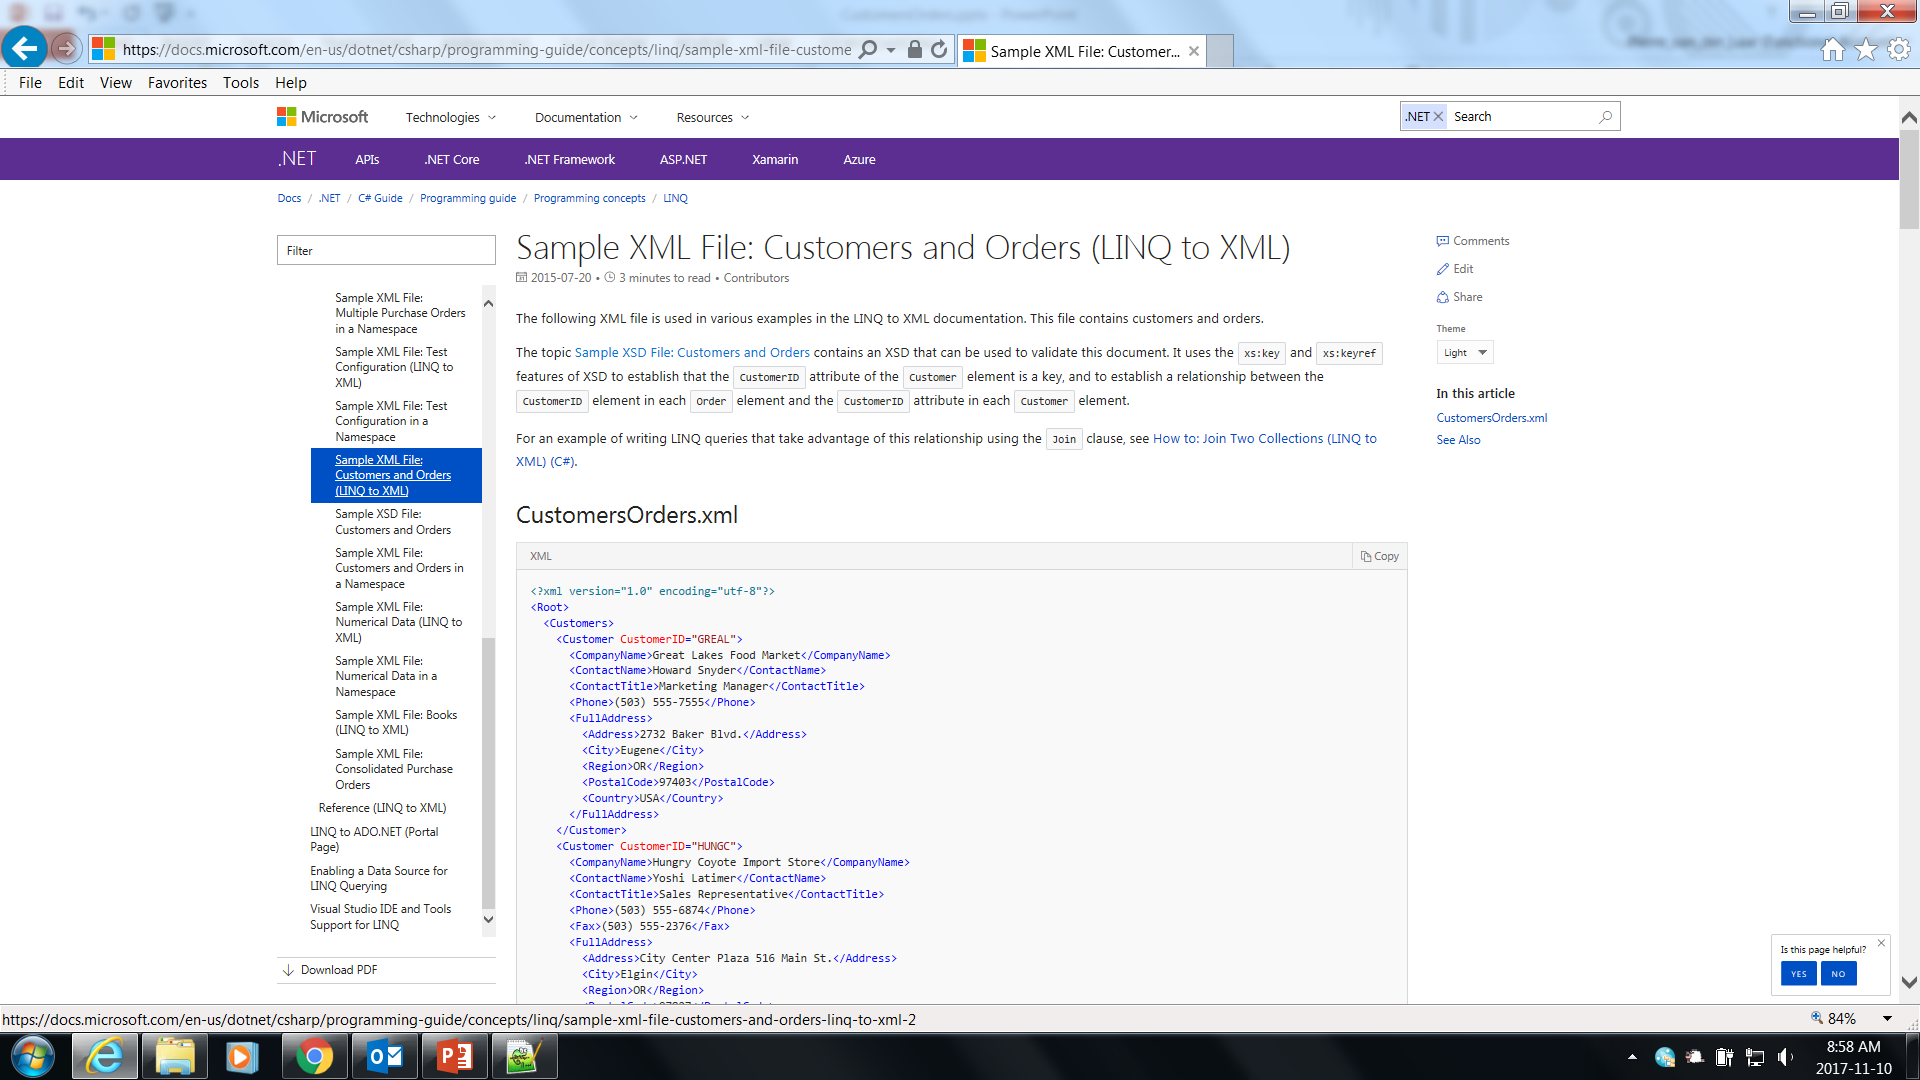 https://docs.microsoft.com/en-us/dotnet/csharp/programming-guide/concepts/linq/sample-xml-file-custome
Sample XML File: Customer...
File Edit View Favorites Tools Help
Microsoft Technologies Documentation Resources .NET Search
.NET APIs .NET Core .NET Framework ASP.NET Xamarin Azure
Docs / .NET / C# Guide / Programming guide / Programming concepts / LINQ
Filter
Sample XML File:
Multiple Purchase Orders
in a Namespace
Sample XML File: Test
Configuration (LINQ to
XML)
Sample XML File: Test
Configuration in a
Namespace
Sample XML File:
Customers and Orders
(LINQ to XML)
Sample XSD File:
Customers and Orders
Sample XML File:
Customers and Orders in
a Namespace
Sample XML File:
Numerical Data (LINQ to
XML)
Sample XML File:
Numerical Data in a
Namespace
Sample XML File: Books
(LINQ to XML)
Sample XML File:
Consolidated Purchase
Orders
Reference (LINQ to XML)
LINQ to ADO.NET (Portal
Page)
Enabling a Data Source for
LINQ Querying
Visual Studio IDE and Tools
Support for LINQ
Download PDF
Sample XML File: Customers and Orders (LINQ to XML)
2015-07-20 • 3 minutes to read • Contributors
The following XML file is used in various examples in the LINQ to XML documentation. This file contains customers and orders.
The topic Sample XSD File: Customers and Orders contains an XSD that can be used to validate this document. It uses the xs:key and xs:keyref
features of XSD to establish that the CustomerID attribute of the Customer element is a key, and to establish a relationship between the
CustomerID element in each Order element and the CustomerID attribute in each Customer element.
For an example of writing LINQ queries that take advantage of this relationship using the Join clause, see How to: Join Two Collections (LINQ to
XML) (C#).
CustomersOrders.xml
XML Copy
<?xml version="1.0" encoding="utf-8"?>
<Root>
<Customers>
<Customer CustomerID="GREAL">
<CompanyName>Great Lakes Food Market</CompanyName>
<ContactName>Howard Snyder</ContactName>
<ContactTitle>Marketing Manager</ContactTitle>
<Phone>(503) 555-7555</Phone>
<FullAddress>
<Address>2732 Baker Blvd.</Address>
<City>Eugene</City>
<Region>OR</Region>
<PostalCode>97403</PostalCode>
<Country>USA</Country>
</FullAddress>
</Customer>
<Customer CustomerID="HUNGC">
<CompanyName>Hungry Coyote Import Store</CompanyName>
<ContactName>Yoshi Latimer</ContactName>
<ContactTitle>Sales Representative</ContactTitle>
<Phone>(503) 555-6874</Phone>
<Fax>(503) 555-2376</Fax>
<FullAddress>
<Address>City Center Plaza 516 Main St.</Address>
<City>Elgin</City>
<Region>OR</Region>
Comments
Edit
Share
Theme
Light
In this article
CustomersOrders.xml
See Also
Is this page helpful?
YES NO
https://docs.microsoft.com/en-us/dotnet/csharp/programming-guide/concepts/linq/sample-xml-file-customers-and-orders-linq-to-xml-2
84%
8:58 AM
2017-11-10